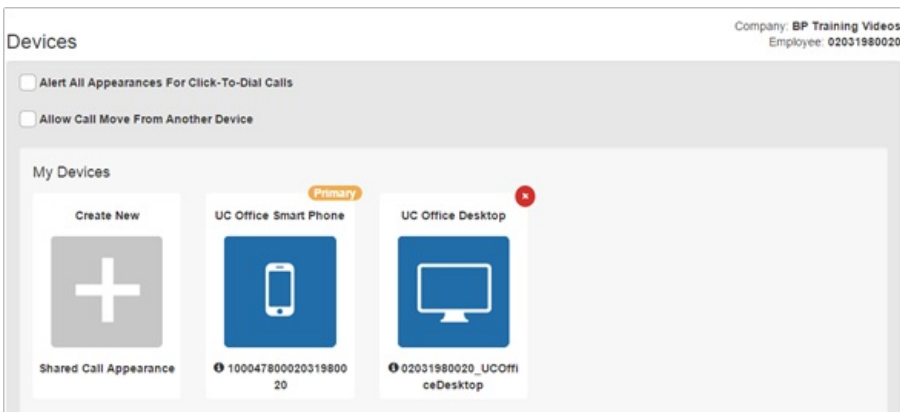 Company: BP Training Videos
Devices
Employee: 02031980020
Alert All Appearances For Click-To-Dial Calls
Allow Call Move From Another Device
My Devices
Primary
Create New
UC Office Smart Phone
UC Office Desktop
Shared Call Appearance
100047800020319800
20
02031980020_UCOffi
ceDesktop